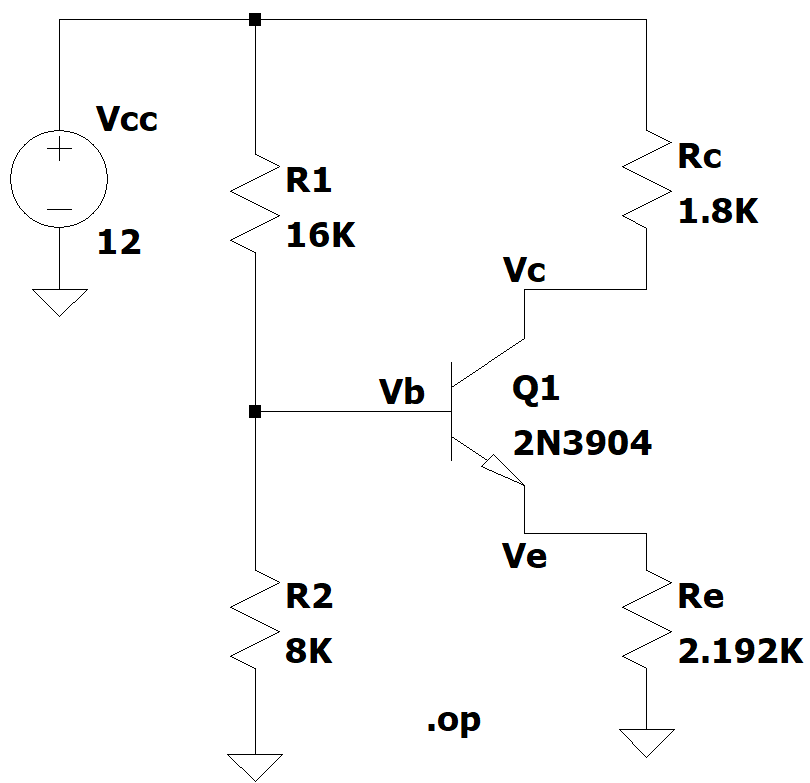 Vcc
12
R1
16K
Rc
1.8K
Vc
Vb
Q1
2N3904
Ve
R2
8K
Re
2.192K
.op